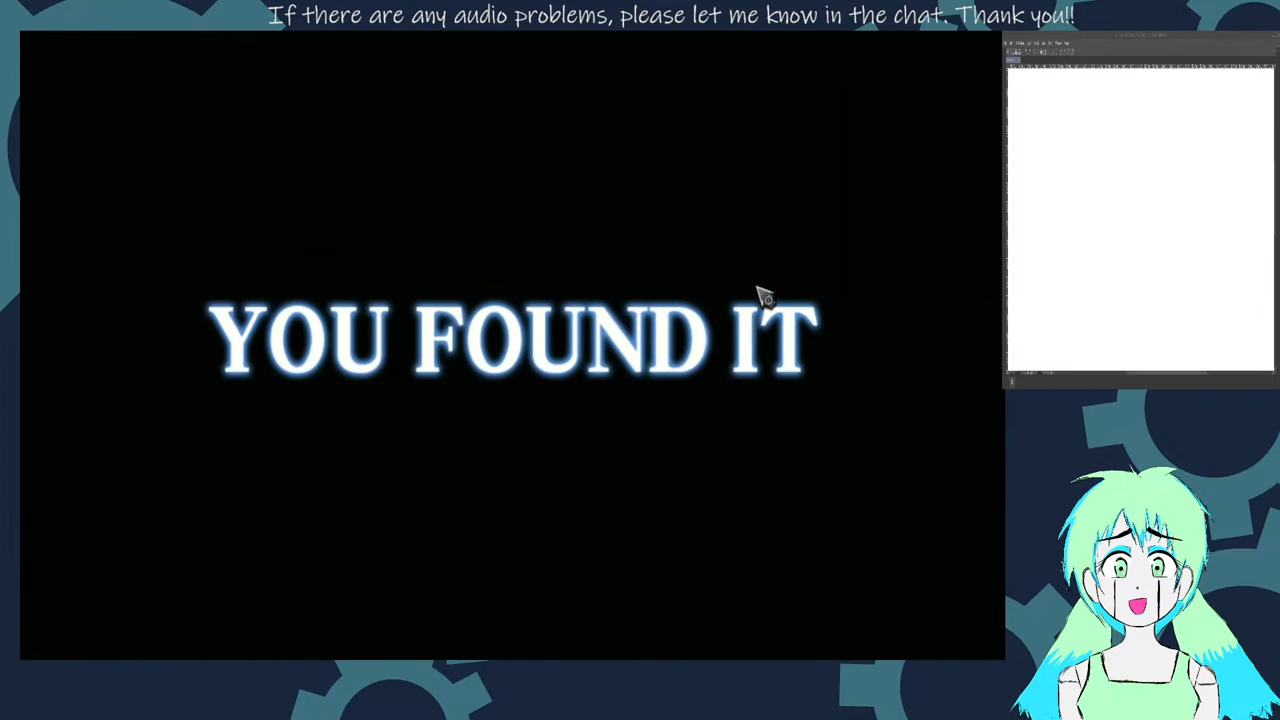 If there are any audio problems, please let me know in the chat. Thank you!!
YOU FOUND IT